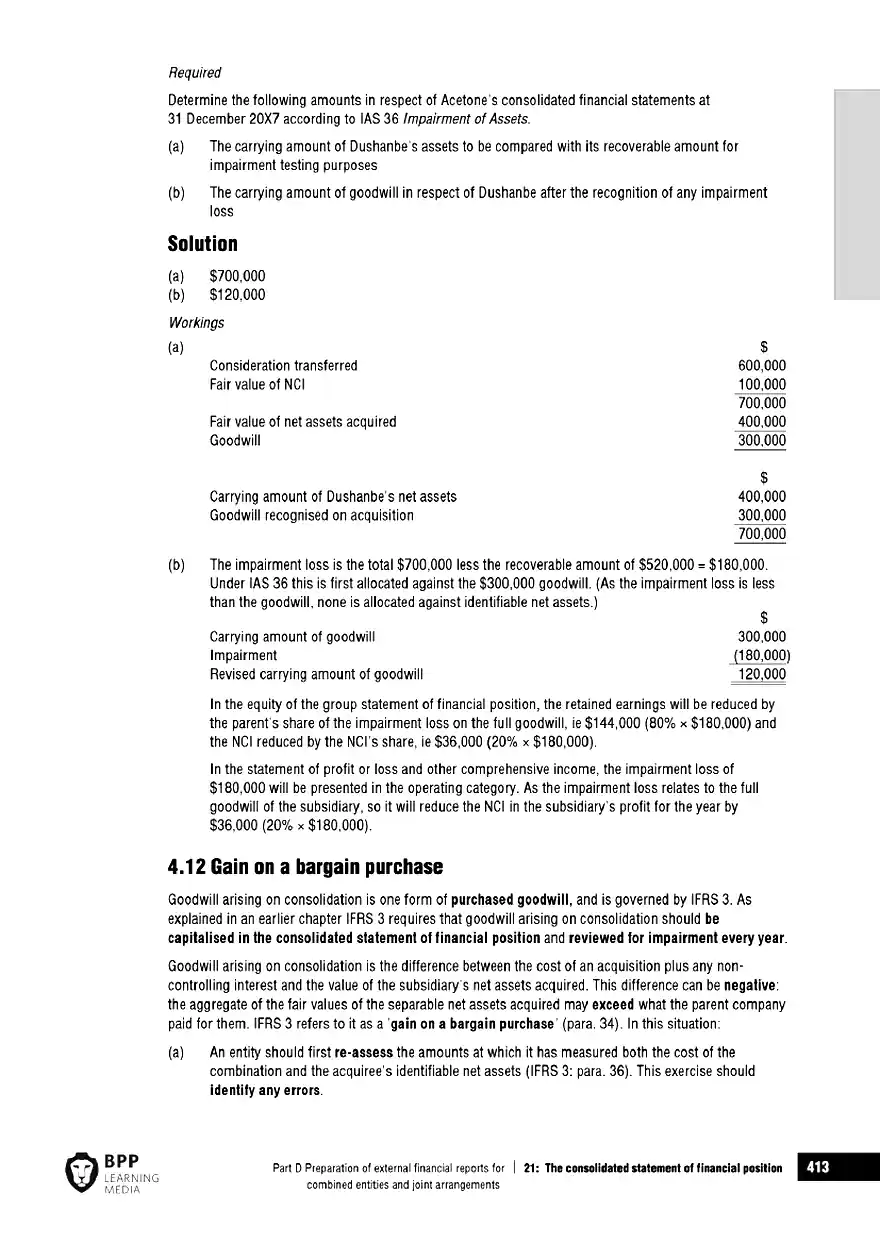 Required
Determine the following amounts in respect of Acetone's consolidated financial statements at
31 December 20X7 according to IAS 36 Impairment of Assets.
(a) The carrying amount of Dushanbe's assets to be compared with its recoverable amount for
impairment testing purposes
(b) The carrying amount of goodwill in respect of Dushanbe after the recognition of any impairment
loss
Solution
(a) $700,000
(b) $120,000
Workings
(a) $
Consideration transferred 600,000
Fair value of NCI 100,000
700,000
Fair value of net assets acquired 400,000
Goodwill 300,000
$
Carrying amount of Dushanbe's net assets 400,000
Goodwill recognised on acquisition 300,000
700,000
(b) The impairment loss is the total $700,000 less the recoverable amount of $520,000 = $180,000.
Under IAS 36 this is first allocated against the $300,000 goodwill. (As the impairment loss is less
than the goodwill, none is allocated against identifiable net assets.)
$
Carrying amount of goodwill 300,000
Impairment (180,000)
Revised carrying amount of goodwill 120,000
In the equity of the group statement of financial position, the retained earnings will be reduced by
the parent's share of the impairment loss on the full goodwill, ie $144,000 (80% × $180,000) and
the NCI reduced by the NCI's share, ie $36,000 (20% × $180,000).
In the statement of profit or loss and other comprehensive income, the impairment loss of
$180,000 will be presented in the operating category. As the impairment loss relates to the full
goodwill of the subsidiary, so it will reduce the NCI in the subsidiary's profit for the year by
$36,000 (20% × $180,000).
4.12 Gain on a bargain purchase
Goodwill arising on consolidation is one form of purchased goodwill, and is governed by IFRS 3. As
explained in an earlier chapter IFRS 3 requires that goodwill arising on consolidation should be
capitalised in the consolidated statement of financial position and reviewed for impairment every year.
Goodwill arising on consolidation is the difference between the cost of an acquisition plus any non-
controlling interest and the value of the subsidiary's net assets acquired. This difference can be negative:
the aggregate of the fair values of the separable net assets acquired may exceed what the parent company
paid for them. IFRS 3 refers to it as a 'gain on a bargain purchase' (para. 34). In this situation:
(a) An entity should first re-assess the amounts at which it has measured both the cost of the
combination and the acquiree's identifiable net assets (IFRS 3: para. 36). This exercise should
identify any errors.
BPP
LEARNING
MEDIA
Part D Preparation of external financial reports for
combined entities and joint arrangements
21: The consolidated statement of financial position
413